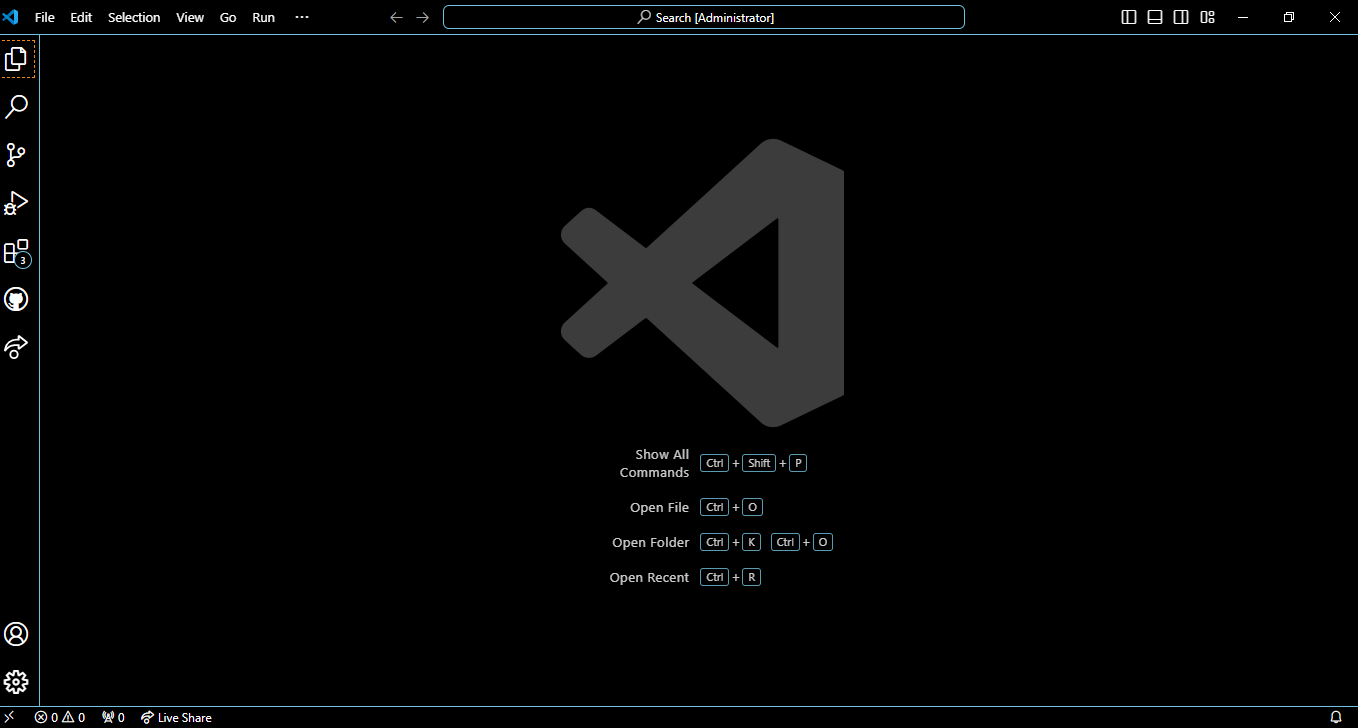 File Edit Selection View Go Run ··· ← → Search [Administrator]
3
Show All
Commands Ctrl + Shift + P
Open File Ctrl + O
Open Folder Ctrl + K Ctrl + O
Open Recent Ctrl + R
0 0 0 Live Share